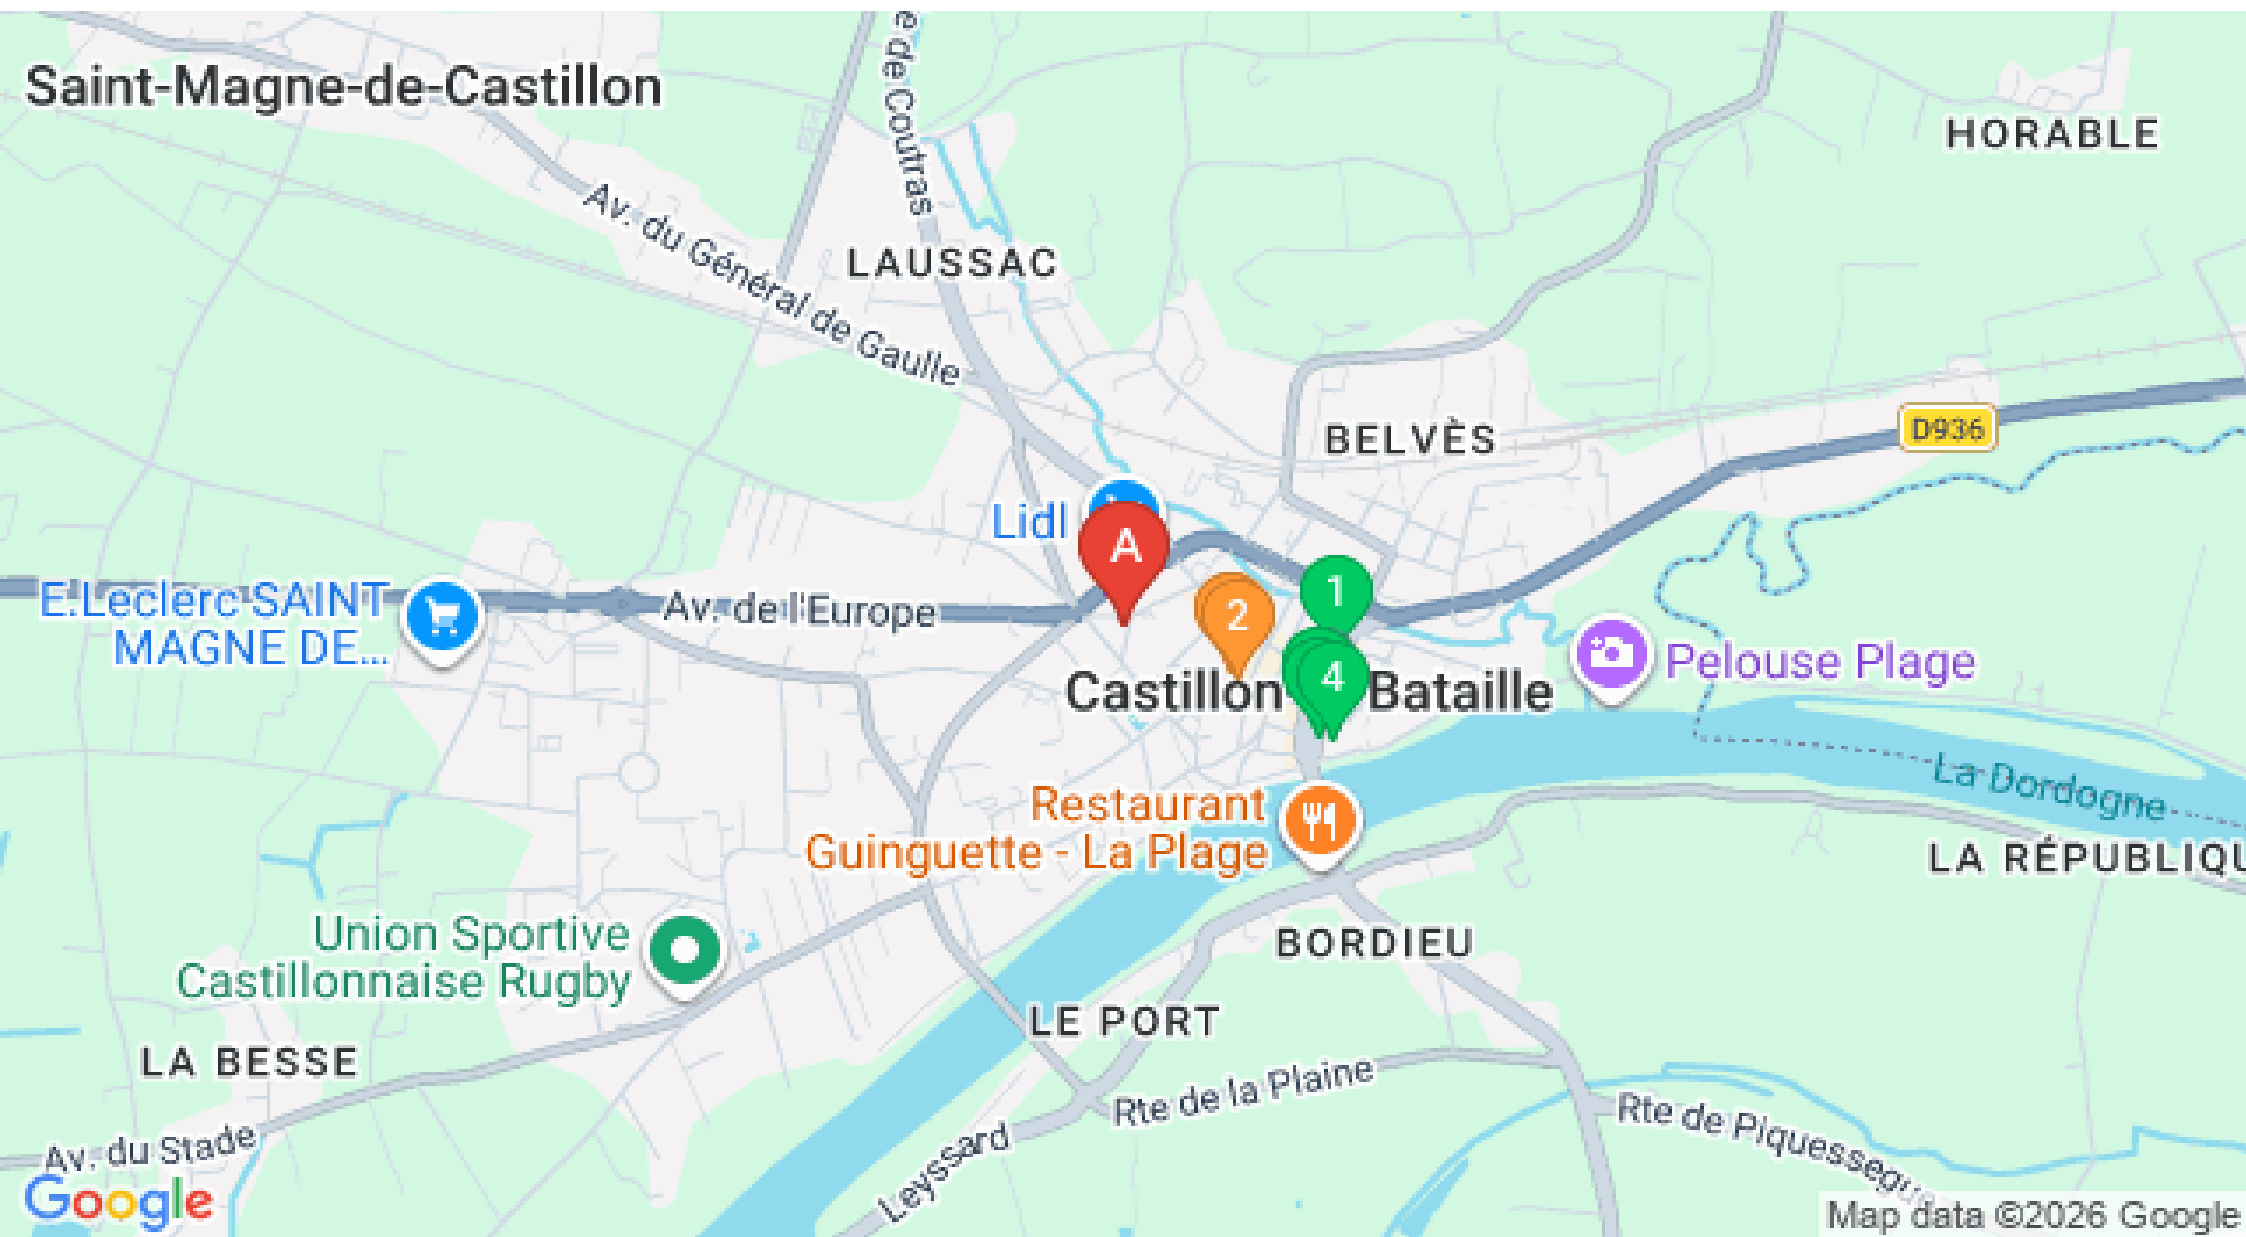 e de Coutras
Saint-Magne-de-Castillon
HORABLE
Av. du Général de Gaulle
LAUSSAC
BELVÈS
D936
Lidl
A
1
2
4
E.Leclerc SAINT
MAGNE DE...
Av. de l'Europe
Castillon
Bataille
Pelouse Plage
La Dordogne
Restaurant
Guinguette - La Plage
LA RÉPUBLIQU
Union Sportive
Castillonnaise Rugby
BORDIEU
LE PORT
LA BESSE
Rte de la Plaine
Rte de Piquessegu
Av. du Stade
Leyssard
Google
Map data ©2026 Google